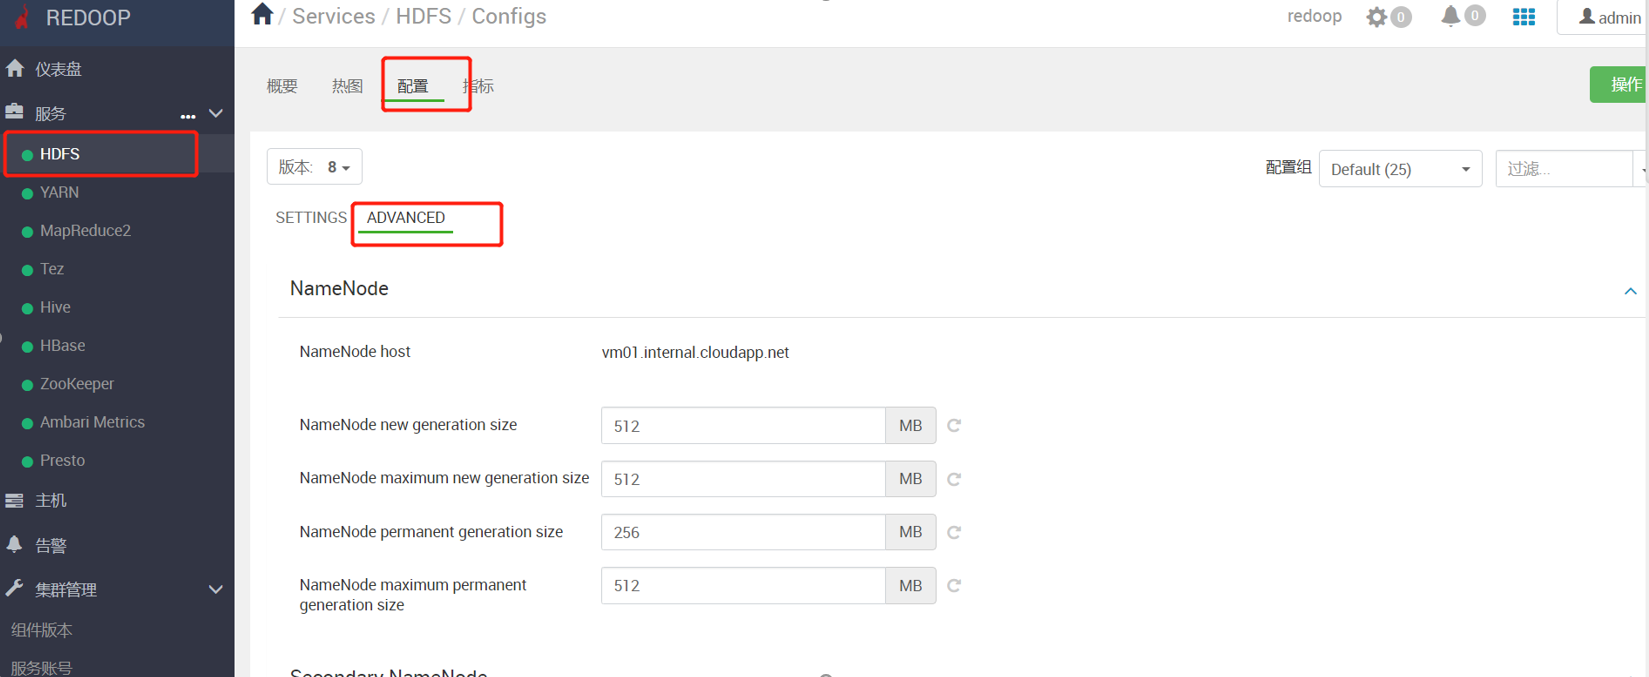 REDOOP
/ Services / HDFS / Configs
redoop
0
0
admin
仪表盘
服务
...
HDFS
YARN
MapReduce2
Tez
Hive
HBase
ZooKeeper
Ambari Metrics
Presto
主机
告警
集群管理
组件版本
服务账号
概要
热图
配置
指标
操作
版本: 8
配置组
Default (25)
过滤...
SETTINGS
ADVANCED
NameNode
NameNode host
vm01.internal.cloudapp.net
NameNode new generation size
512
MB
NameNode maximum new generation size
512
MB
NameNode permanent generation size
256
MB
NameNode maximum permanent
generation size
512
MB
Secondary NameNode